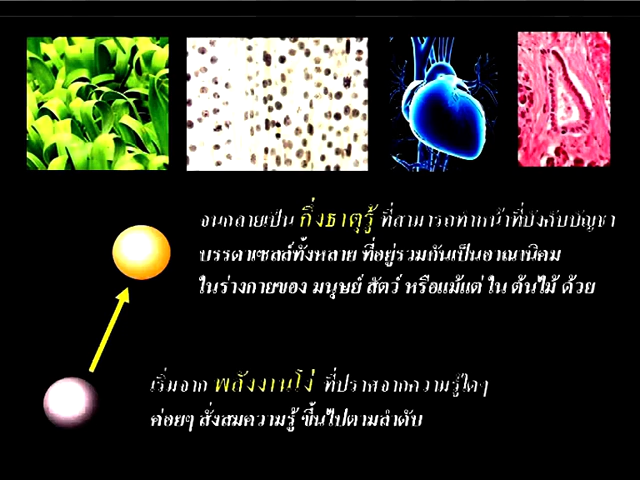 จนกลายเป็น กึ่งธาตุรู้ ที่สามารถทำหน้าที่บังคับบัญชา
บรรดาเซลล์ทั้งหลาย ที่อยู่รวมกันเป็นอาณานิคม
ในร่างกายของ มนุษย์ สัตว์ หรือแม้แต่ ใน ต้นไม้ ด้วย
เริ่มจาก พลังงานโง่ ที่ปราศจากความรู้ใดๆ
ค่อยๆ สั่งสมความรู้ ขึ้นไปตามลำดับ